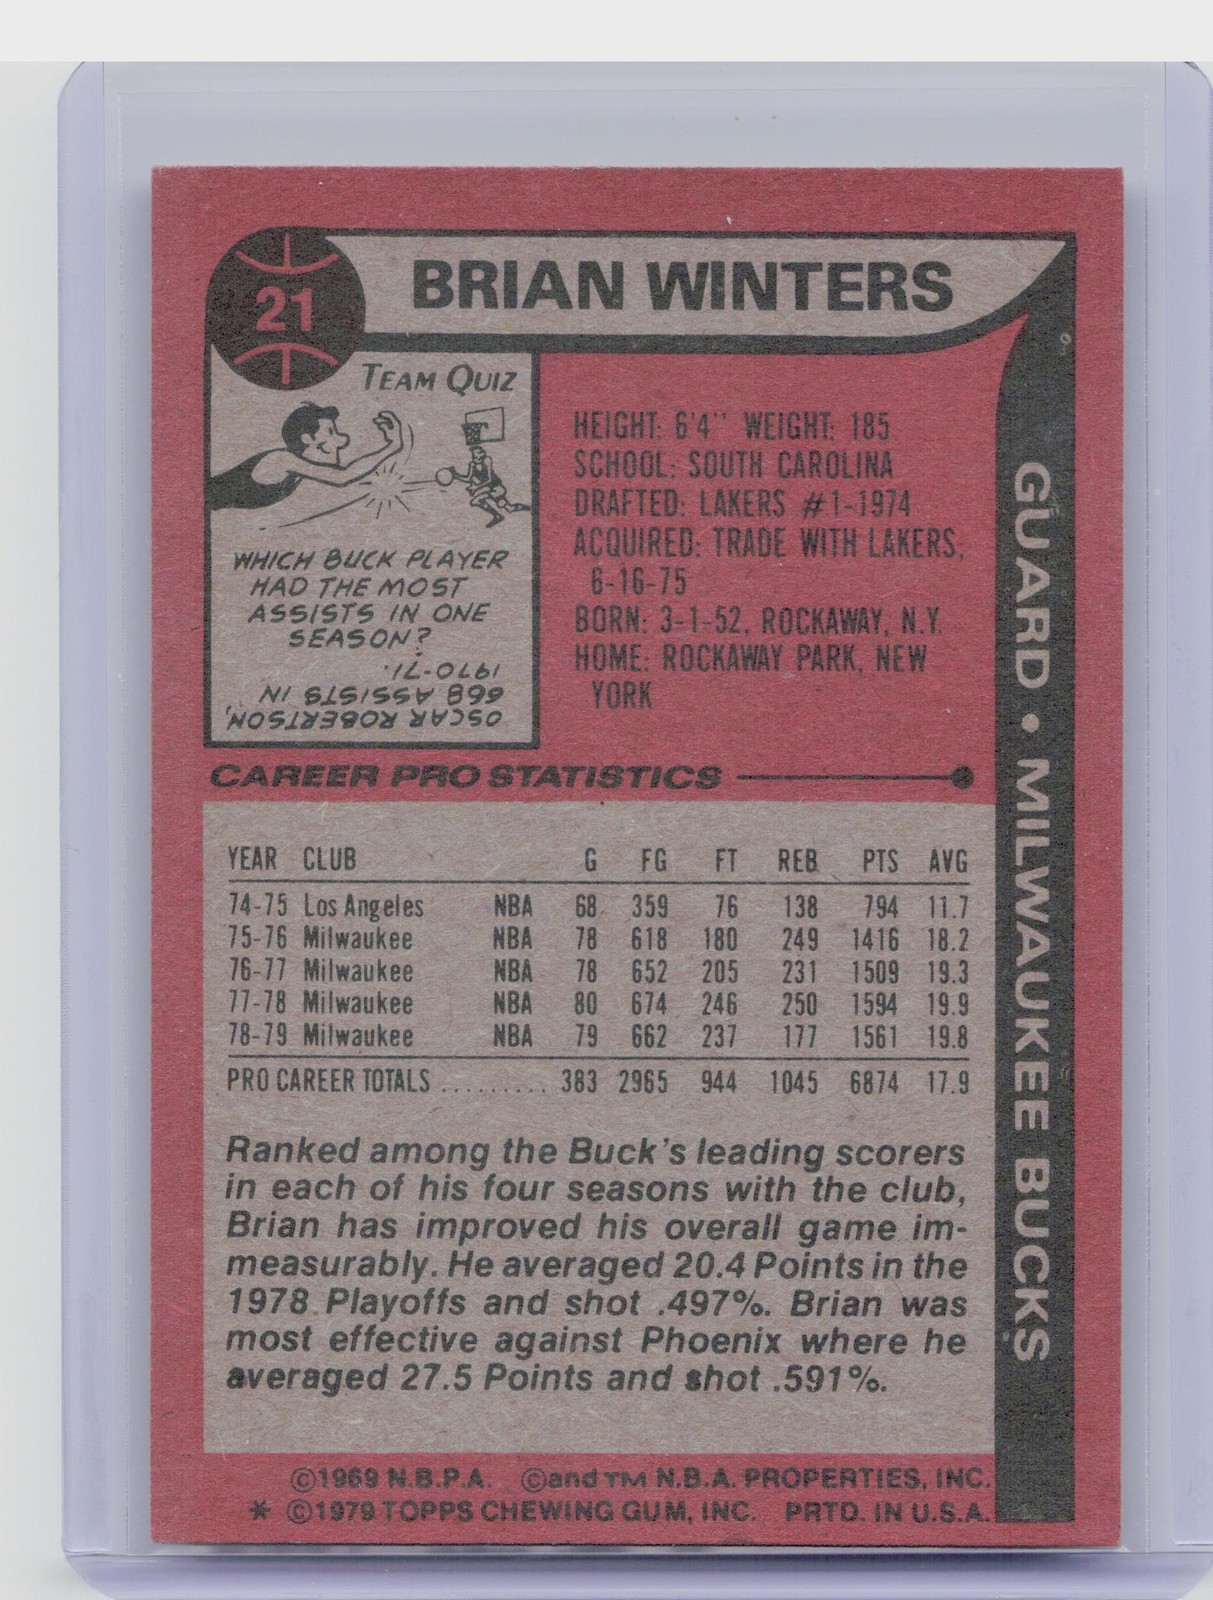 21
BRIAN WINTERS
TEAM QUIZ
WHICH BUCK PLAYER
HAD THE MOST
ASSISTS IN ONE
SEASON?
OSCAR ROBERTSON,
668 ASSISTS IN
1970-71.
HEIGHT: 6'4" WEIGHT: 185
SCHOOL: SOUTH CAROLINA
DRAFTED: LAKERS #1-1974
ACQUIRED: TRADE WITH LAKERS,
6-16-75
BORN: 3-1-52, ROCKAWAY, N.Y.
HOME: ROCKAWAY PARK, NEW
YORK
GUARD • MILWAUKEE BUCKS
CAREER PRO STATISTICS
YEAR CLUB G FG FT REB PTS AVG
74-75 Los Angeles NBA 68 359 76 138 794 11.7
75-76 Milwaukee NBA 78 618 180 249 1416 18.2
76-77 Milwaukee NBA 78 652 205 231 1509 19.3
77-78 Milwaukee NBA 80 674 246 250 1594 19.9
78-79 Milwaukee NBA 79 662 237 177 1561 19.8
PRO CAREER TOTALS ......... 383 2965 944 1045 6874 17.9
Ranked among the Buck's leading scorers
in each of his four seasons with the club,
Brian has improved his overall game im-
measurably. He averaged 20.4 Points in the
1978 Playoffs and shot .497%. Brian was
most effective against Phoenix where he
averaged 27.5 Points and shot .591%.
©1969 N.B.P.A. ©and TM N.B.A. PROPERTIES, INC.
* ©1979 TOPPS CHEWING GUM, INC. PRTD. IN U.S.A.